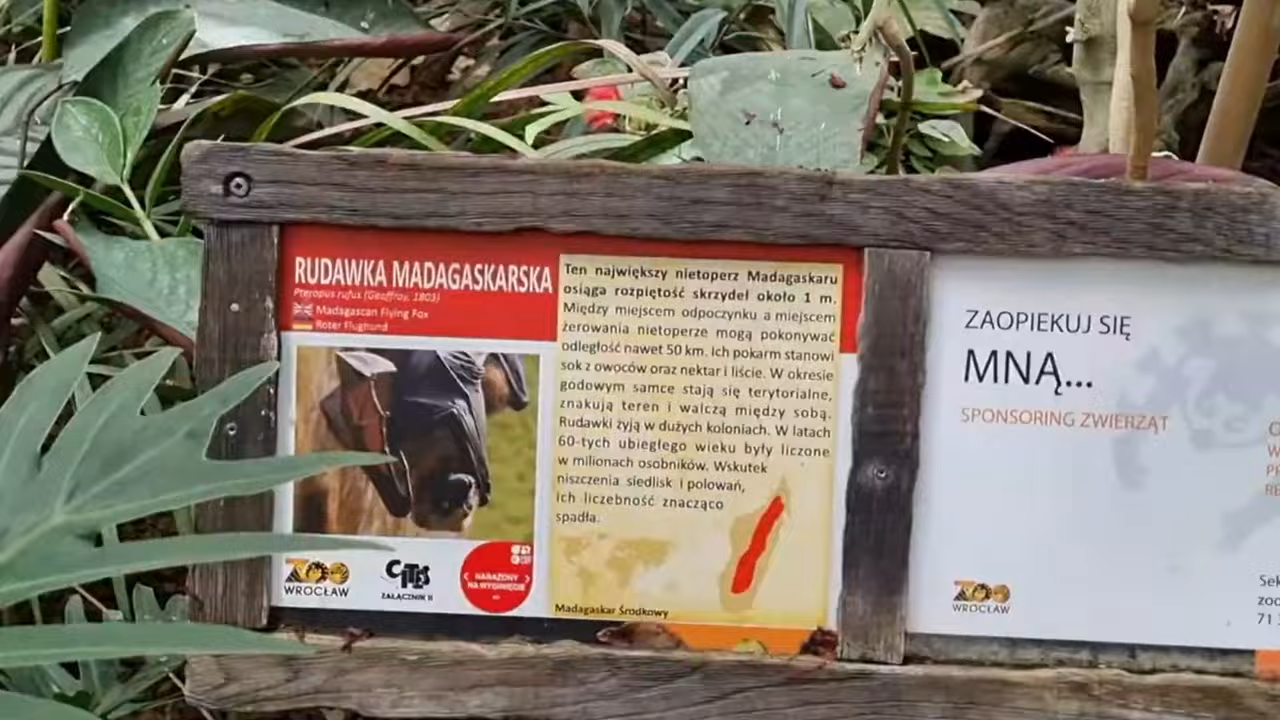 RUDAWKA MADAGASKARSKA
Pteropus rufus (Geoffroy, 1803)
Madagascan Flying Fox
Roter Flughund
Ten największy nietoperz Madagaskaru
osiąga rozpiętość skrzydeł około 1 m.
Między miejscem odpoczynku a miejscem
żerowania nietoperze mogą pokonywać
odległość nawet 50 km. Ich pokarm stanowi
sok z owoców oraz nektar i liście. W okresie
godowym samce stają się terytorialne,
znakują teren i walczą między sobą.
Rudawki żyją w dużych koloniach. W latach
60-tych ubiegłego wieku były liczone
w milionach osobników. Wskutek
niszczenia siedlisk i polowań,
ich liczebność znacząco
spadła.
Madagaskar Środkowy
ZOO
WROCŁAW
CITES
ZAŁĄCZNIK II
NARAŻONY
NA WYGINIĘCIE
ZAOPIEKUJ SIĘ
MNĄ...
SPONSORING ZWIERZĄT
ZOO
WROCŁAW
71